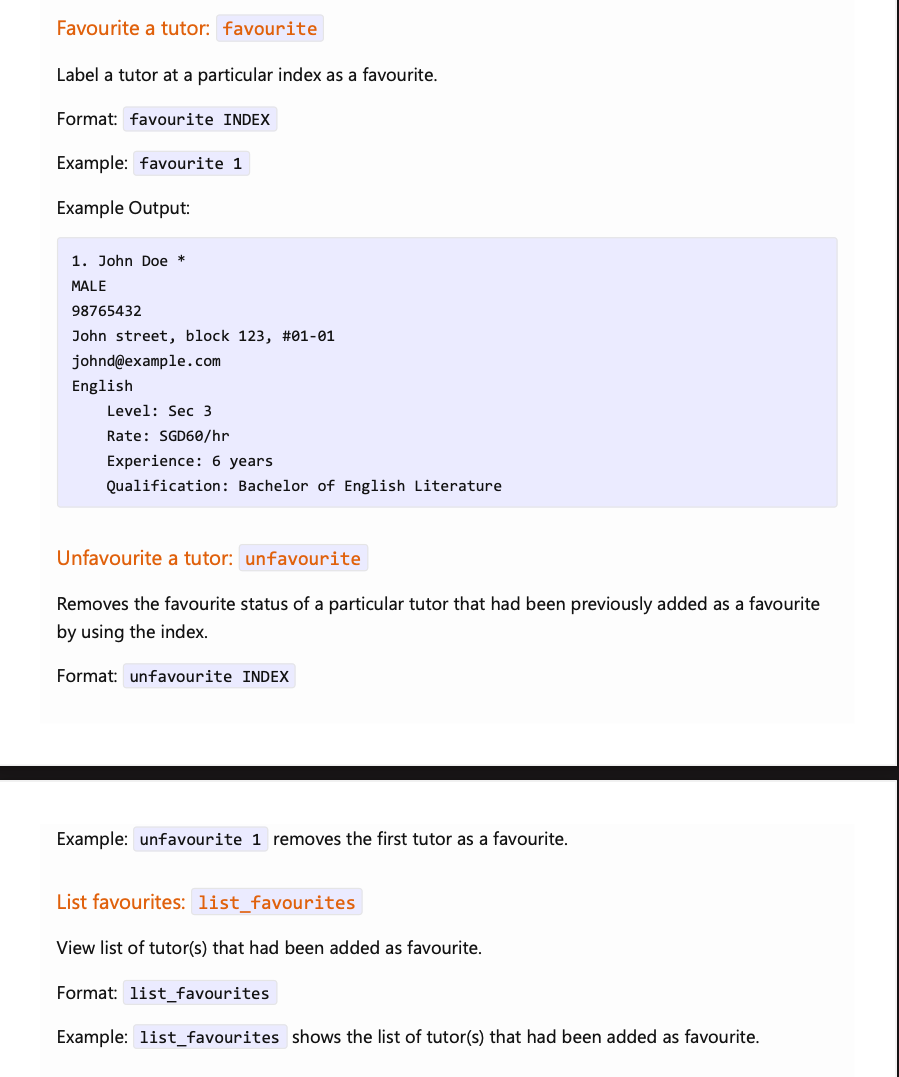 Favourite a tutor: favourite
Label a tutor at a particular index as a favourite.
Format: favourite INDEX
Example: favourite 1
Example Output:
1. John Doe *
MALE
98765432
John street, block 123, #01-01
johnd@example.com
English
    Level: Sec 3
    Rate: SGD60/hr
    Experience: 6 years
    Qualification: Bachelor of English Literature
Unfavourite a tutor: unfavourite
Removes the favourite status of a particular tutor that had been previously added as a favourite
by using the index.
Format: unfavourite INDEX
Example: unfavourite 1 removes the first tutor as a favourite.
List favourites: list_favourites
View list of tutor(s) that had been added as favourite.
Format: list_favourites
Example: list_favourites shows the list of tutor(s) that had been added as favourite.